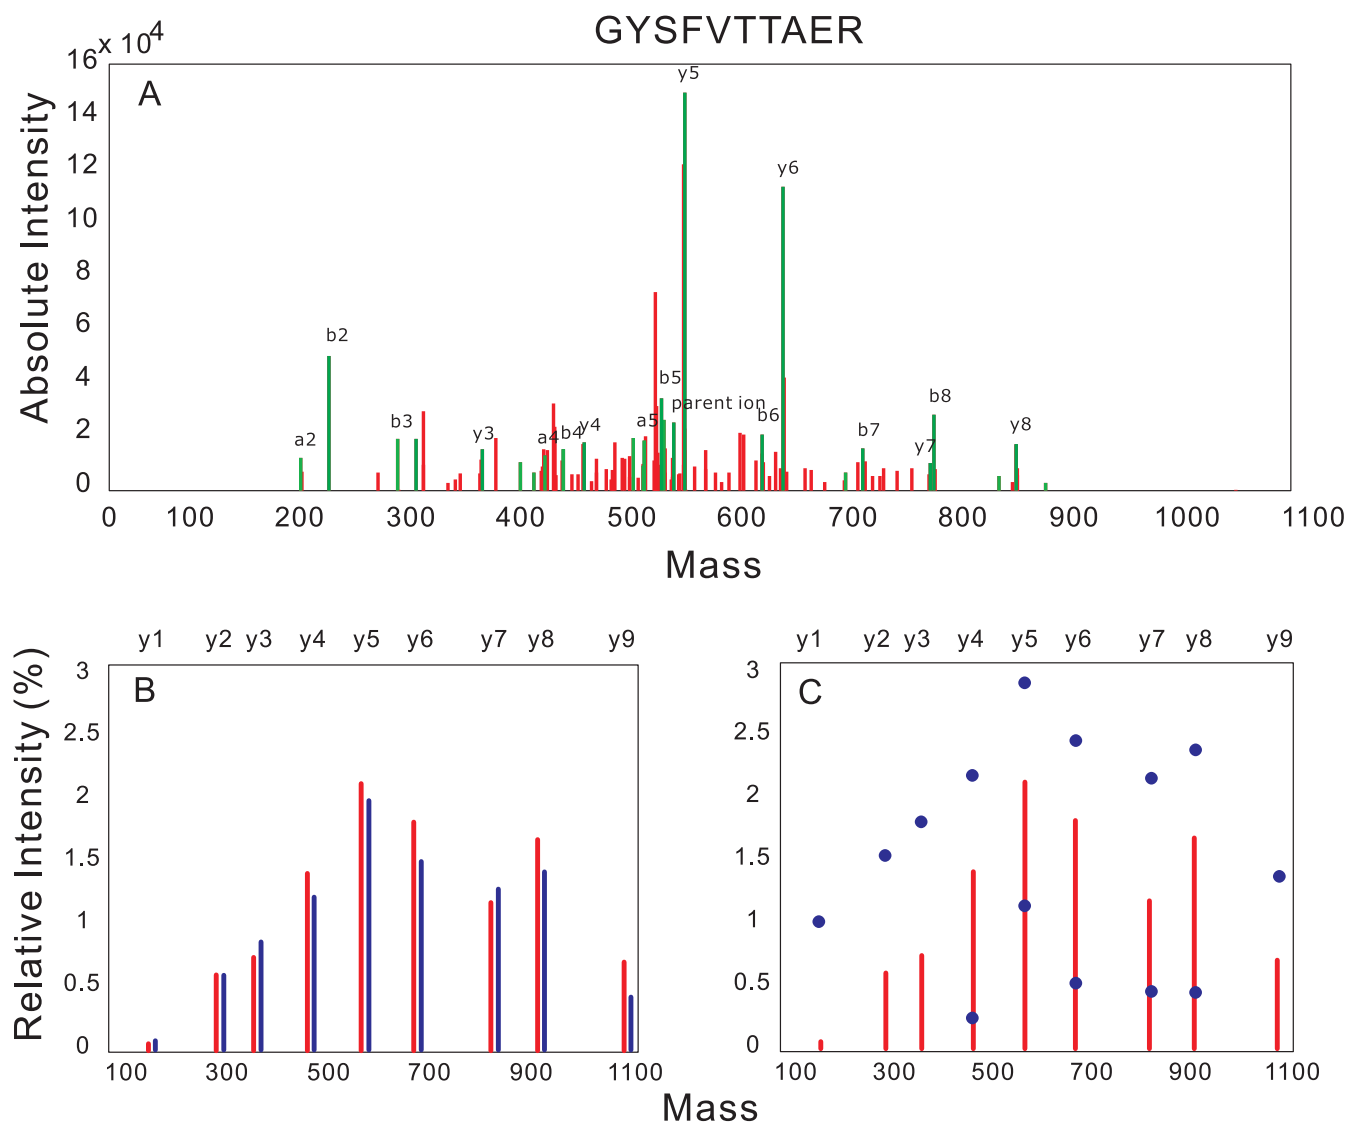 GYSFVTTAER
x 10^4
16
14
12
10
8
6
4
2
0
Absolute Intensity
A
y5
y6
b2
b5
parent ion
b8
a2
b3
y3
a4
b4
y4
a5
b6
b7
y7
y8
0 100 200 300 400 500 600 700 800 900 1000 1100
Mass
y1 y2 y3 y4 y5 y6 y7 y8 y9
B
Relative Intensity (%)
3
2.5
2
1.5
1
0.5
0
100 300 500 700 900 1100
y1 y2 y3 y4 y5 y6 y7 y8 y9
C
3
2.5
2
1.5
1
0.5
0
100 300 500 700 900 1100
Mass